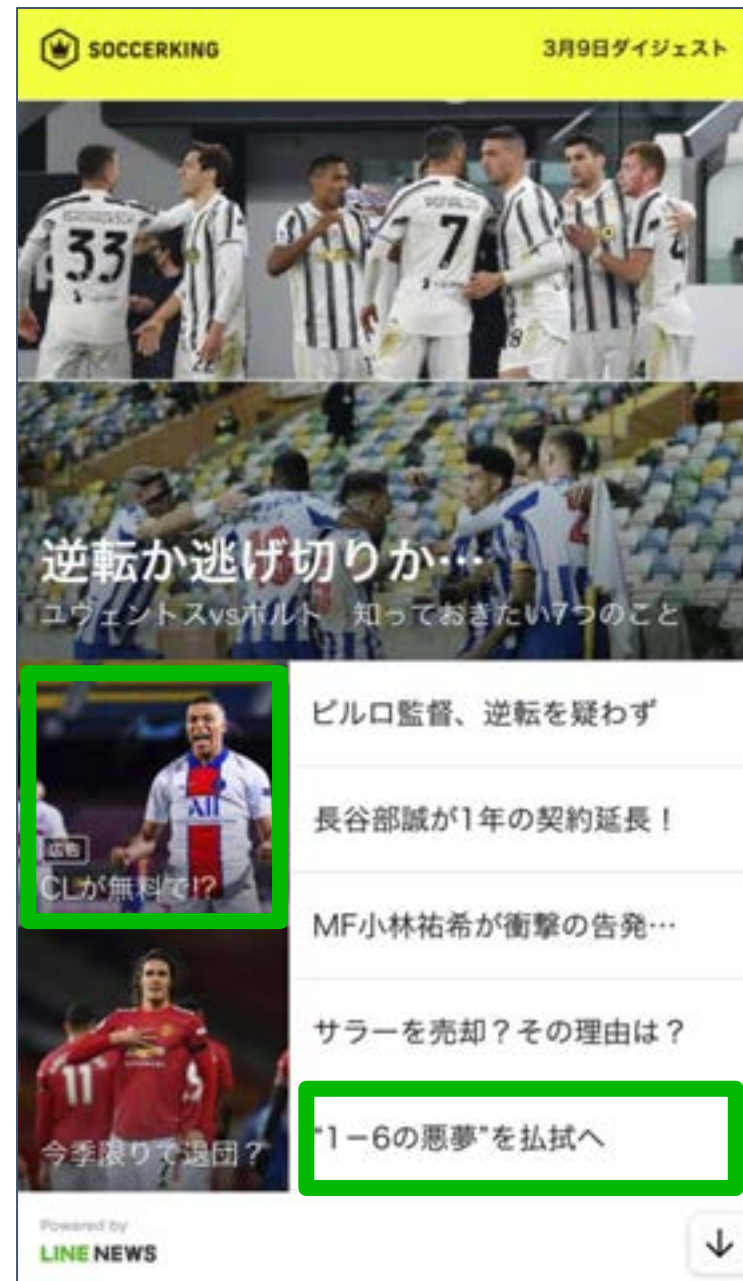 SOCCERKING
3月9日ダイジェスト
33
7
RONALDO
逆転か逃げ切りか…
ユヴェントスvsポルト 知っておきたい7つのこと
広告
CLが無料で!?
ピルロ監督、逆転を疑わず
長谷部誠が1年の契約延長！
MF小林祐希が衝撃の告発…
サラーを売却？その理由は？
11
今季限りで退団？
“1－6の悪夢”を払拭へ
Powered by
LINE NEWS